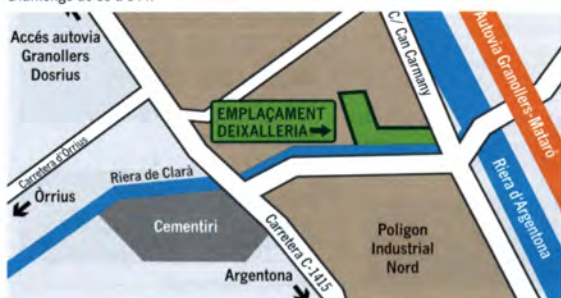 Accés autovia
Granollers
Dosrius
C/ Can Carmany
Autovia Granollers-Mataró
EMPLAÇAMENT
DEIXALLERIA
Carretera d'Òrrius
Òrrius
Riera de Clarà
Cementiri
Carretera C-1415
Argentona
Polígon
Industrial
Nord
Riera d'Argentona